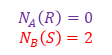 N_A(R) = 0
N_B(S) = 2